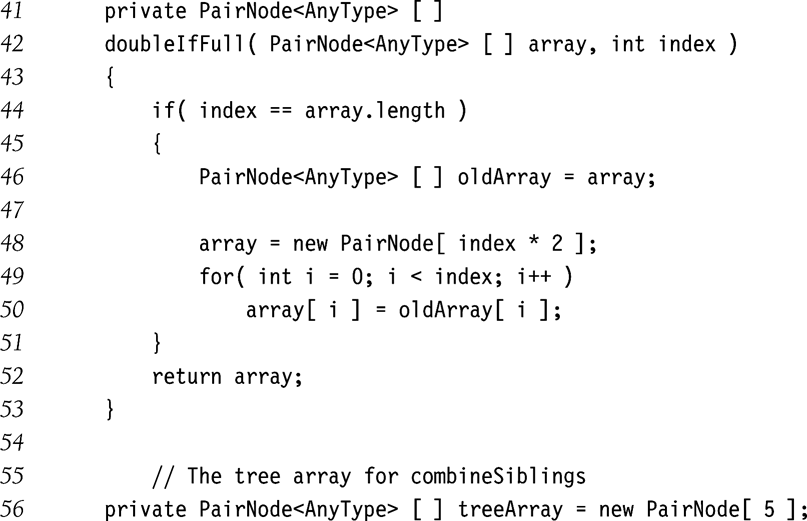 41 private PairNode<AnyType> [ ]
42 doubleIfFull( PairNode<AnyType> [ ] array, int index )
43 {
44 if( index == array.length )
45 {
46 PairNode<AnyType> [ ] oldArray = array;
47
48 array = new PairNode[ index * 2 ];
49 for( int i = 0; i < index; i++ )
50 array[ i ] = oldArray[ i ];
51 }
52 return array;
53 }
54
55 // The tree array for combineSiblings
56 private PairNode<AnyType> [ ] treeArray = new PairNode[ 5 ];